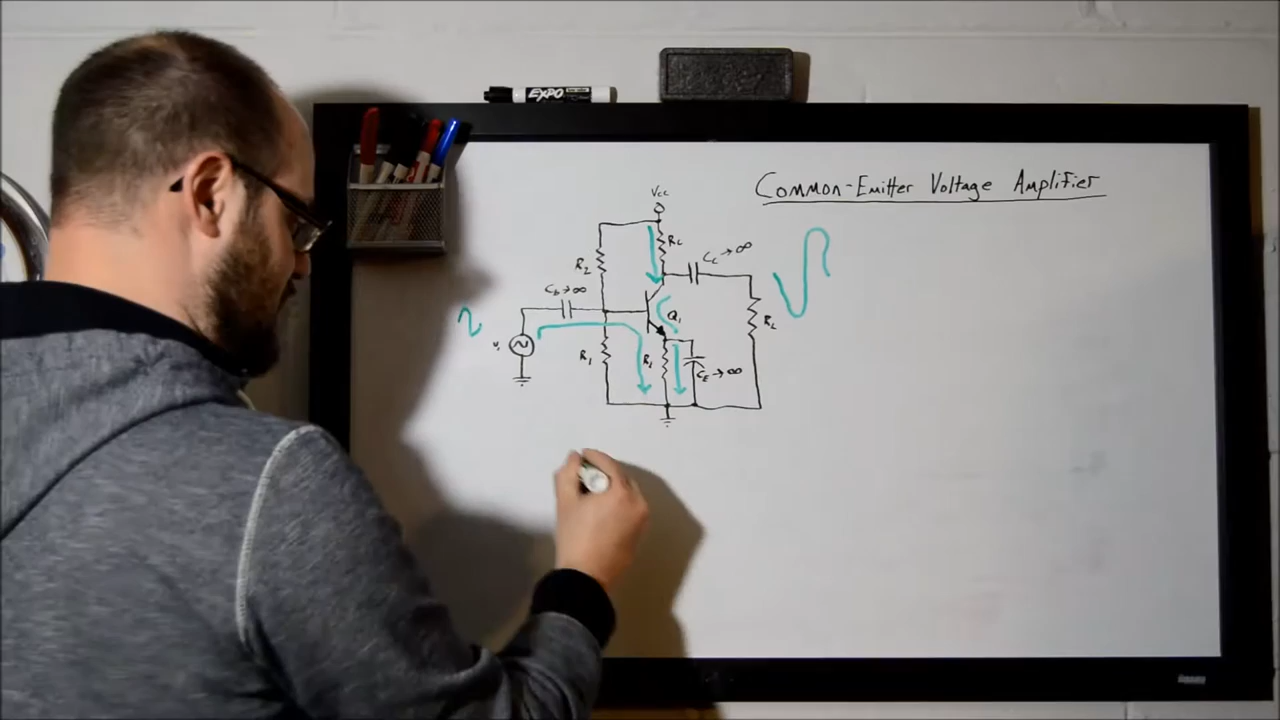 EXPO
Common-Emitter Voltage Amplifier
Vcc
Rc
Cc→∞
R2
Cb→∞
Q1
RL
R1
CE→∞